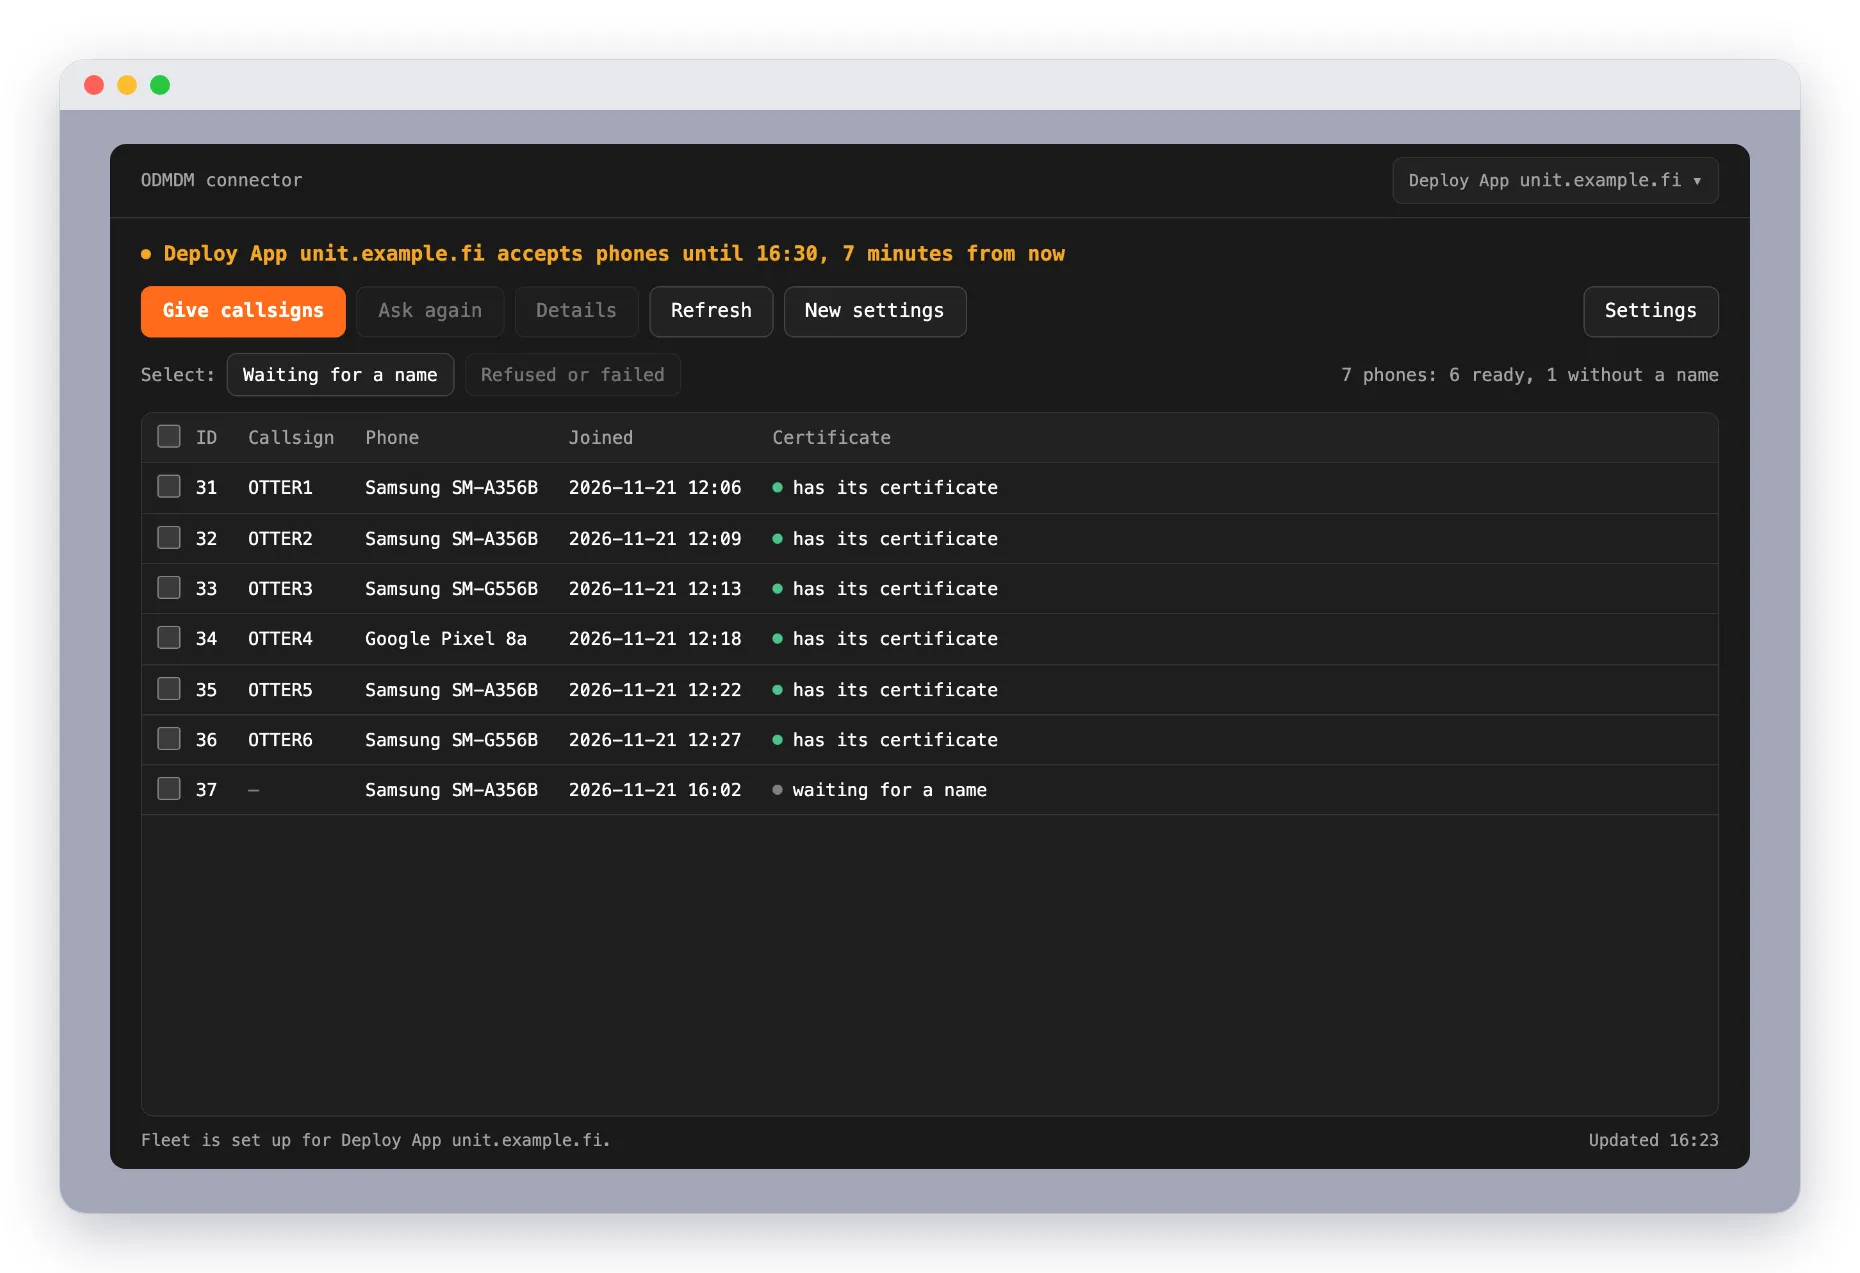 ODMDM connector
Deploy App unit.example.fi ▾
Deploy App unit.example.fi accepts phones until 16:30, 7 minutes from now
Give callsigns Ask again Details Refresh New settings Settings
Select: Waiting for a name Refused or failed 7 phones: 6 ready, 1 without a name
ID Callsign Phone Joined Certificate
31 OTTER1 Samsung SM-A356B 2026-11-21 12:06 has its certificate
32 OTTER2 Samsung SM-A356B 2026-11-21 12:09 has its certificate
33 OTTER3 Samsung SM-G556B 2026-11-21 12:13 has its certificate
34 OTTER4 Google Pixel 8a 2026-11-21 12:18 has its certificate
35 OTTER5 Samsung SM-A356B 2026-11-21 12:22 has its certificate
36 OTTER6 Samsung SM-G556B 2026-11-21 12:27 has its certificate
37 – Samsung SM-A356B 2026-11-21 16:02 waiting for a name
Fleet is set up for Deploy App unit.example.fi. Updated 16:23